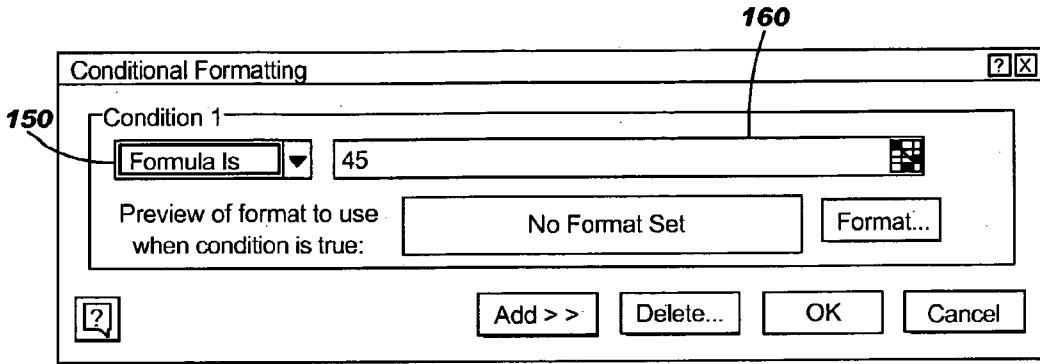 160
Conditional Formatting ? X
150
Condition 1
Formula Is 45
Preview of format to use
when condition is true:
No Format Set Format...
? Add > > Delete... OK Cancel